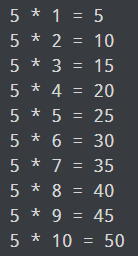 5 * 1 = 5
5 * 2 = 10
5 * 3 = 15
5 * 4 = 20
5 * 5 = 25
5 * 6 = 30
5 * 7 = 35
5 * 8 = 40
5 * 9 = 45
5 * 10 = 50